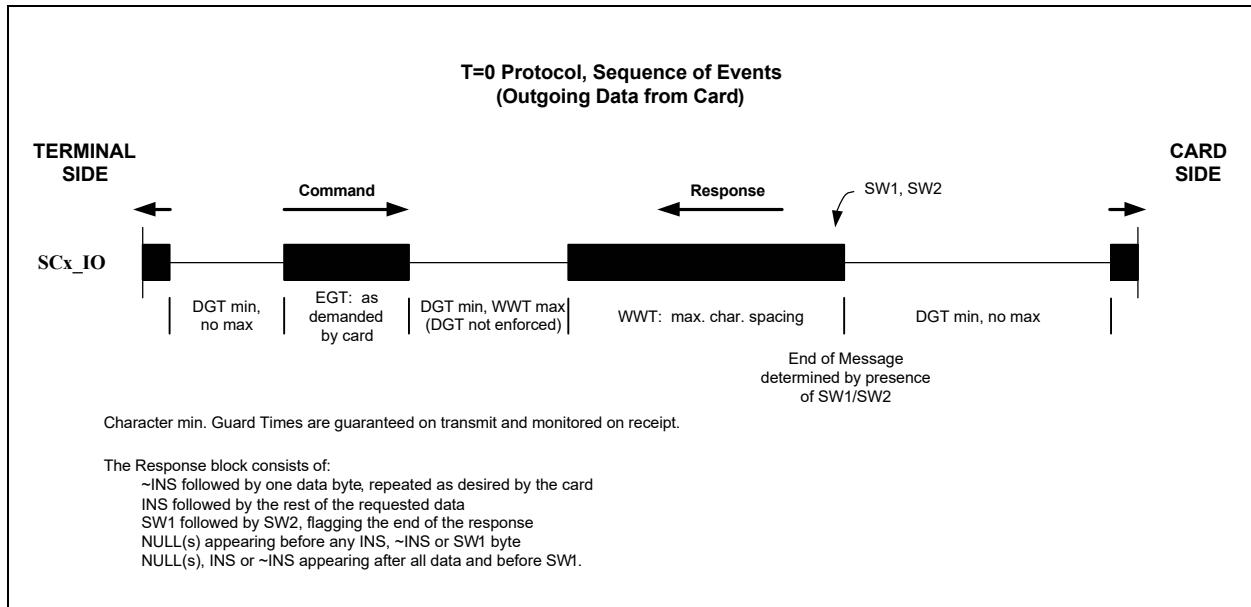 T=0 Protocol, Sequence of Events
(Outgoing Data from Card)
TERMINAL
SIDE
CARD
SIDE
Command
Response
SW1, SW2
SCx_IO
DGT min,
no max
EGT: as
demanded
by card
DGT min, WWT max
(DGT not enforced)
WWT: max. char. spacing
DGT min, no max
End of Message
determined by presence
of SW1/SW2
Character min. Guard Times are guaranteed on transmit and monitored on receipt.
The Response block consists of:
~INS followed by one data byte, repeated as desired by the card
INS followed by the rest of the requested data
SW1 followed by SW2, flagging the end of the response
NULL(s) appearing before any INS, ~INS or SW1 byte
NULL(s), INS or ~INS appearing after all data and before SW1.